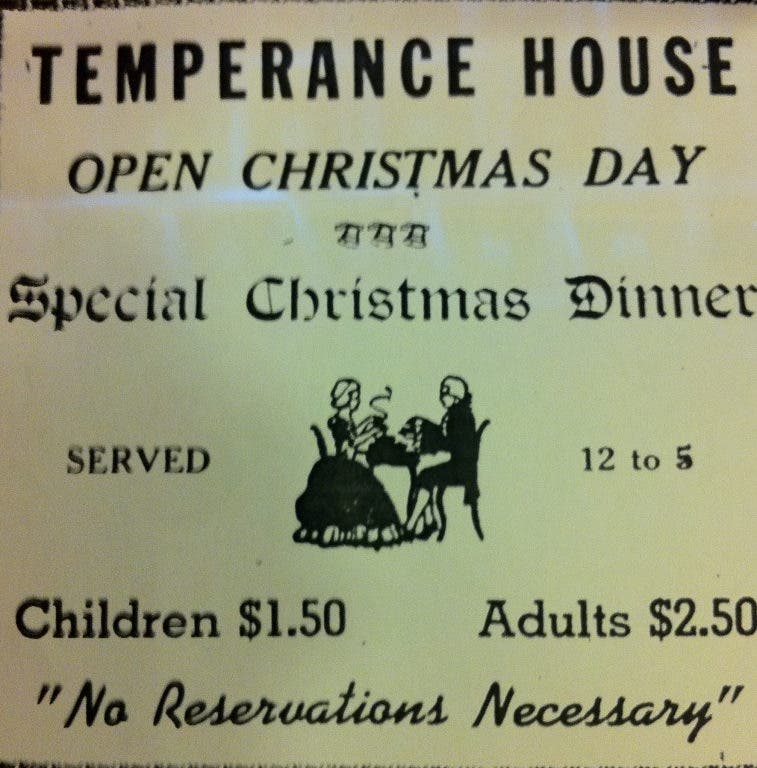 TEMPERANCE HOUSE
OPEN CHRISTMAS DAY
Special Christmas Dinner
SERVED 12 to 5
Children $1.50 Adults $2.50
"No Reservations Necessary"